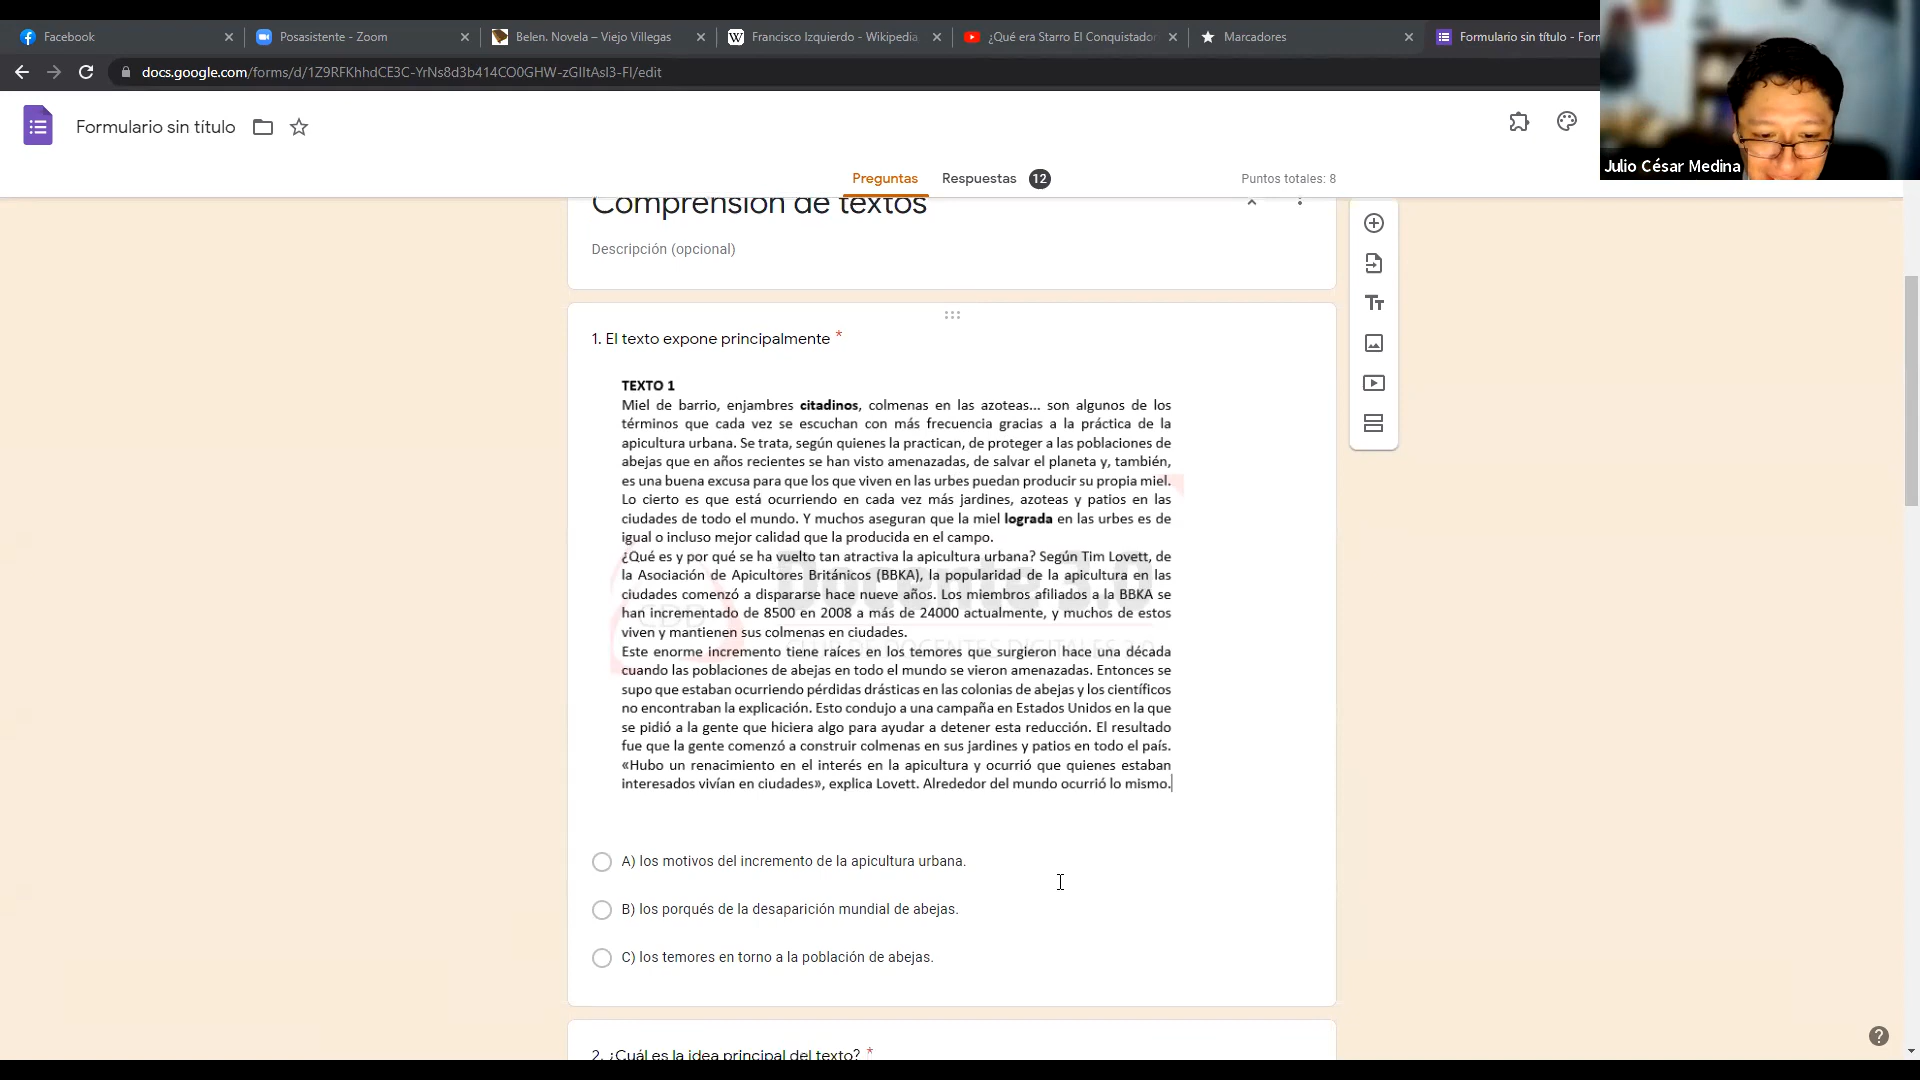 Facebook
Posasistente - Zoom
Belen. Novela – Viejo Villegas
Francisco Izquierdo - Wikipedia
¿Qué era Starro El Conquistador
Marcadores
Formulario sin título - Form
docs.google.com/forms/d/1Z9RFKhhdCE3C-YrNs8d3b414CO0GHW-zGIltAsl3-FI/edit
Formulario sin título
Julio César Medina
Preguntas
Respuestas 12
Puntos totales: 8
Comprensión de textos
Descripción (opcional)
1. El texto expone principalmente *
TEXTO 1
Miel de barrio, enjambres citadinos, colmenas en las azoteas... son algunos de los
términos que cada vez se escuchan con más frecuencia gracias a la práctica de la
apicultura urbana. Se trata, según quienes la practican, de proteger a las poblaciones de
abejas que en años recientes se han visto amenazadas, de salvar el planeta y, también,
es una buena excusa para que los que viven en las urbes puedan producir su propia miel.
Lo cierto es que está ocurriendo en cada vez más jardines, azoteas y patios en las
ciudades de todo el mundo. Y muchos aseguran que la miel lograda en las urbes es de
igual o incluso mejor calidad que la producida en el campo.
¿Qué es y por qué se ha vuelto tan atractiva la apicultura urbana? Según Tim Lovett, de
la Asociación de Apicultores Británicos (BBKA), la popularidad de la apicultura en las
ciudades comenzó a dispararse hace nueve años. Los miembros afiliados a la BBKA se
han incrementado de 8500 en 2008 a más de 24000 actualmente, y muchos de estos
viven y mantienen sus colmenas en ciudades.
Este enorme incremento tiene raíces en los temores que surgieron hace una década
cuando las poblaciones de abejas en todo el mundo se vieron amenazadas. Entonces se
supo que estaban ocurriendo pérdidas drásticas en las colonias de abejas y los científicos
no encontraban la explicación. Esto condujo a una campaña en Estados Unidos en la que
se pidió a la gente que hiciera algo para ayudar a detener esta reducción. El resultado
fue que la gente comenzó a construir colmenas en sus jardines y patios en todo el país.
«Hubo un renacimiento en el interés en la apicultura y ocurrió que quienes estaban
interesados vivían en ciudades», explica Lovett. Alrededor del mundo ocurrió lo mismo.
Docente 3.0
CDD
CLUB DE DOCENTES DIGITALES 3.0
A) los motivos del incremento de la apicultura urbana.
B) los porqués de la desaparición mundial de abejas.
C) los temores en torno a la población de abejas.
2. ¿Cuál es la idea principal del texto? *